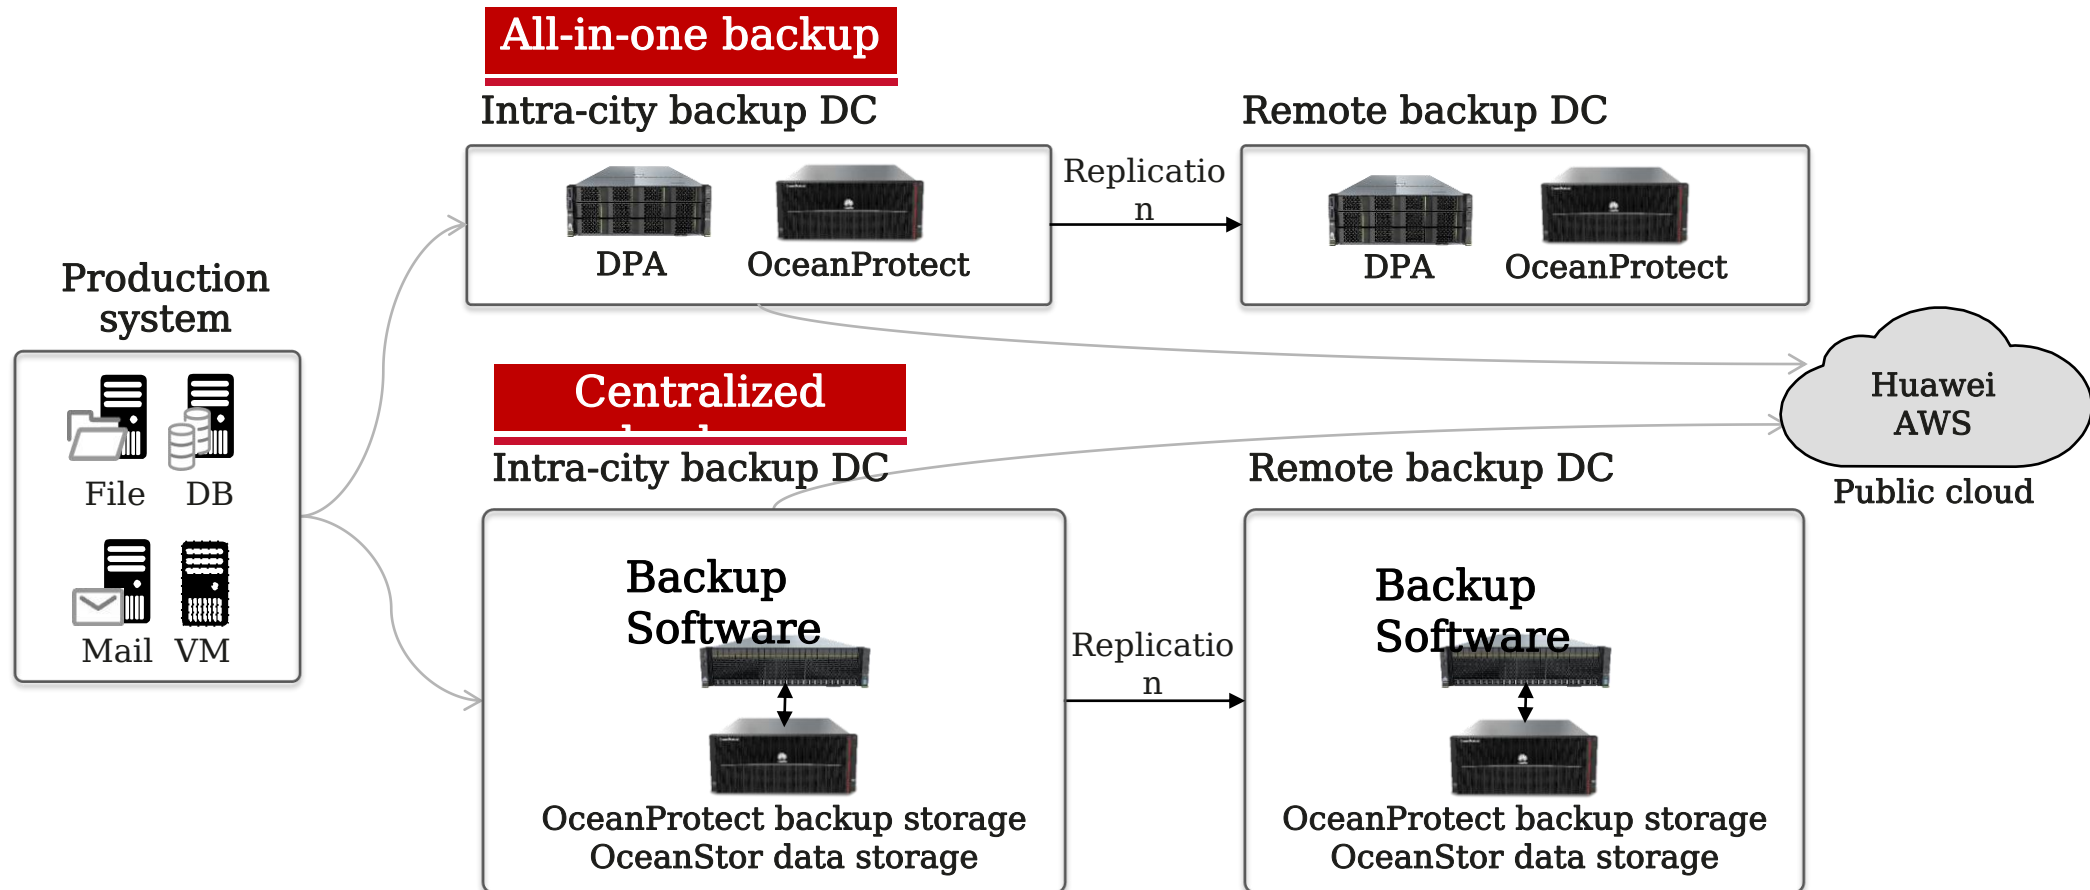 All-in-one backup
Intra-city backup DC
Remote backup DC
Replicatio
n
DPA
OceanProtect
DPA
OceanProtect
Production
system
File
DB
Mail
VM
Huawei
AWS
Public cloud
Centralized
Intra-city backup DC
Remote backup DC
Backup
Software
Replicatio
n
Backup
Software
OceanProtect backup storage
OceanStor data storage
OceanProtect backup storage
OceanStor data storage